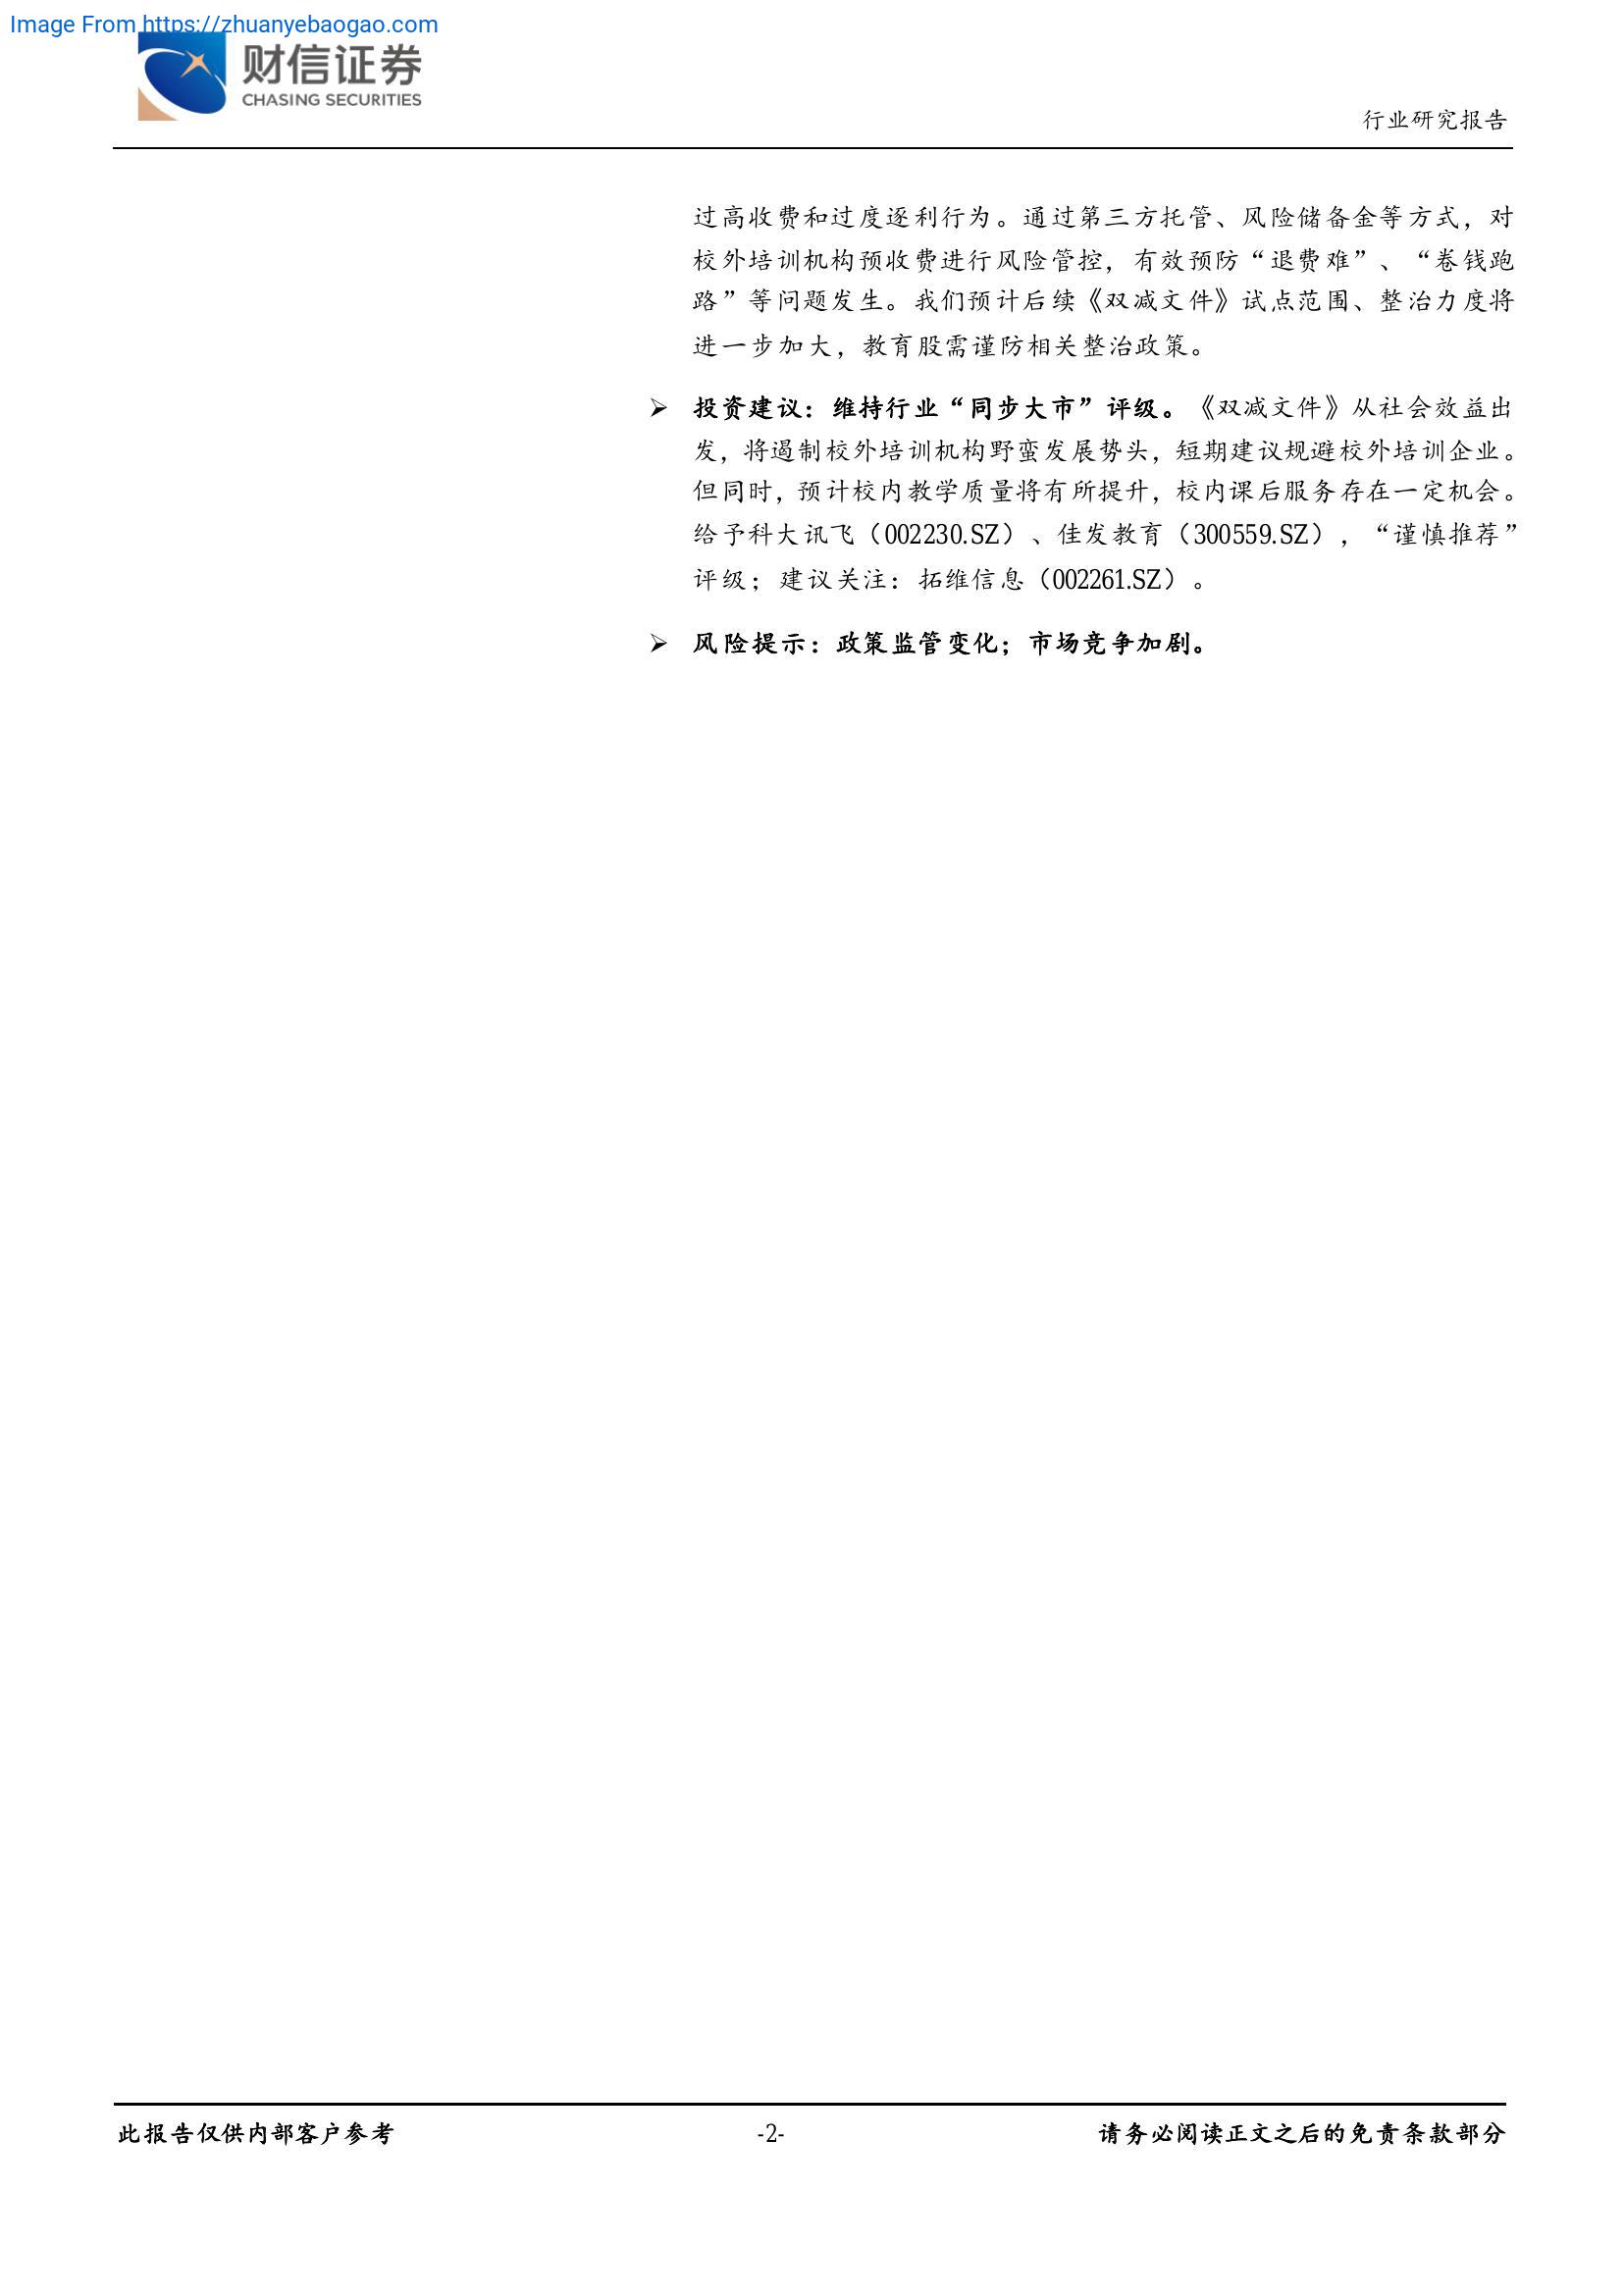 Image From https://zhuanyebaogao.com
财信证券
CHASING SECURITIES
行业研究报告
过高收费和过度逐利行为。通过第三方托管、风险储备金等方式，对
校外培训机构预收费进行风险管控，有效预防“退费难”、“卷钱跑
路”等问题发生。我们预计后续《双减文件》试点范围、整治力度将
进一步加大，教育股需谨防相关整治政策。
➢ 投资建议：维持行业“同步大市”评级。《双减文件》从社会效益出
发，将遏制校外培训机构野蛮发展势头，短期建议规避校外培训企业。
但同时，预计校内教学质量将有所提升，校内课后服务存在一定机会。
给予科大讯飞（002230.SZ）、佳发教育（300559.SZ），“谨慎推荐”
评级；建议关注：拓维信息（002261.SZ）。
➢ 风险提示：政策监管变化；市场竞争加剧。
此报告仅供内部客户参考
-2-
请务必阅读正文之后的免责条款部分